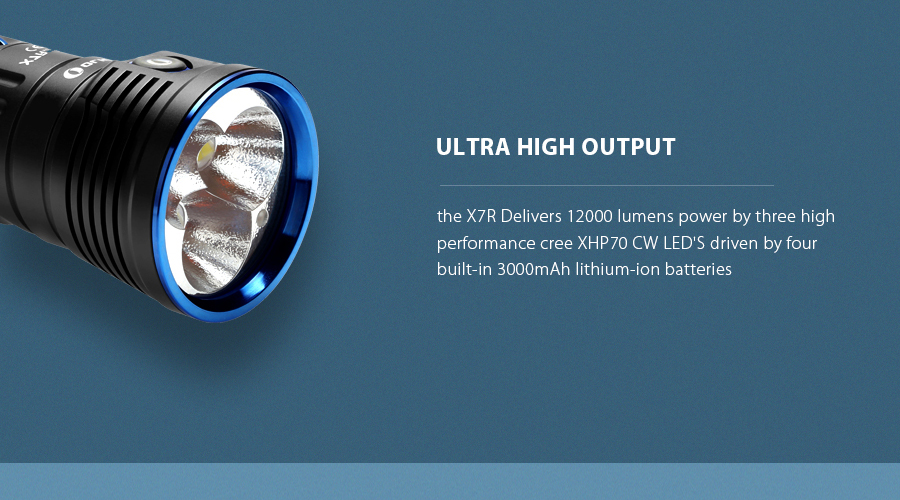 ULTRA HIGH OUTPUT
the X7R Delivers 12000 lumens power by three high
performance cree XHP70 CW LED'S driven by four
built-in 3000mAh lithium-ion batteries